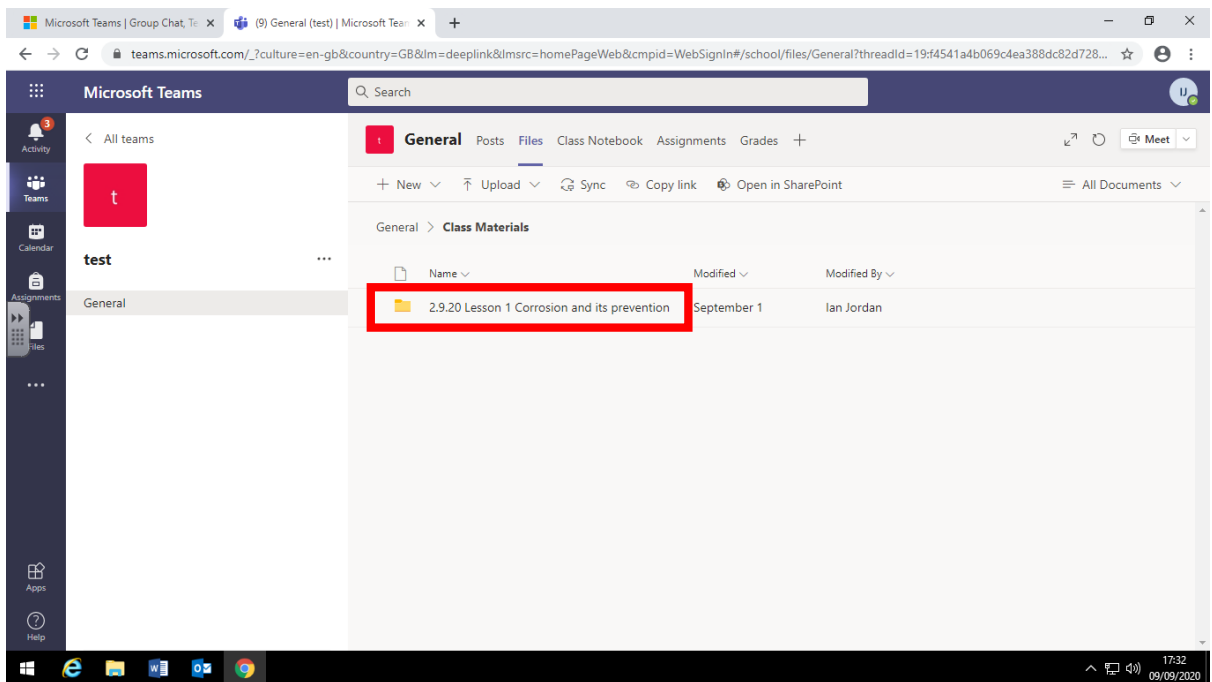 Microsoft Teams | Group Chat, Te
(9) General (test) | Microsoft Tean
teams.microsoft.com/_?culture=en-gb&country=GB&lm=deeplink&lmsrc=homePageWeb&cmpid=WebSignIn#/school/files/General?threadId=19:f4541a4b069c4ea388dc82d728...
Microsoft Teams
Search
U
3
Activity
Teams
Calendar
Assignments
Files
Apps
Help
All teams
t
test
General
t General Posts Files Class Notebook Assignments Grades
Meet
New Upload Sync Copy link Open in SharePoint All Documents
General > Class Materials
Name Modified Modified By
2.9.20 Lesson 1 Corrosion and its prevention September 1 Ian Jordan
17:32
09/09/2020